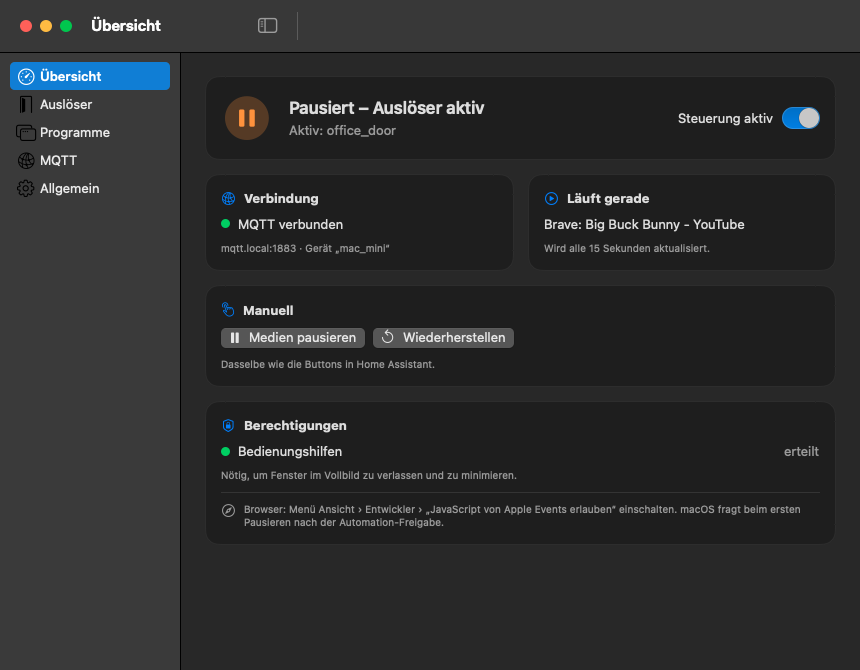 Übersicht
Übersicht
Auslöser
Programme
MQTT
Allgemein
Pausiert – Auslöser aktiv
Aktiv: office_door
Steuerung aktiv
Verbindung
MQTT verbunden
mqtt.local:1883 · Gerät „mac_mini“
Läuft gerade
Brave: Big Buck Bunny - YouTube
Wird alle 15 Sekunden aktualisiert.
Manuell
Medien pausieren
Wiederherstellen
Dasselbe wie die Buttons in Home Assistant.
Berechtigungen
Bedienungshilfen
erteilt
Nötig, um Fenster im Vollbild zu verlassen und zu minimieren.
Browser: Menü Ansicht › Entwickler › „JavaScript von Apple Events erlauben“ einschalten. macOS fragt beim ersten
Pausieren nach der Automation-Freigabe.